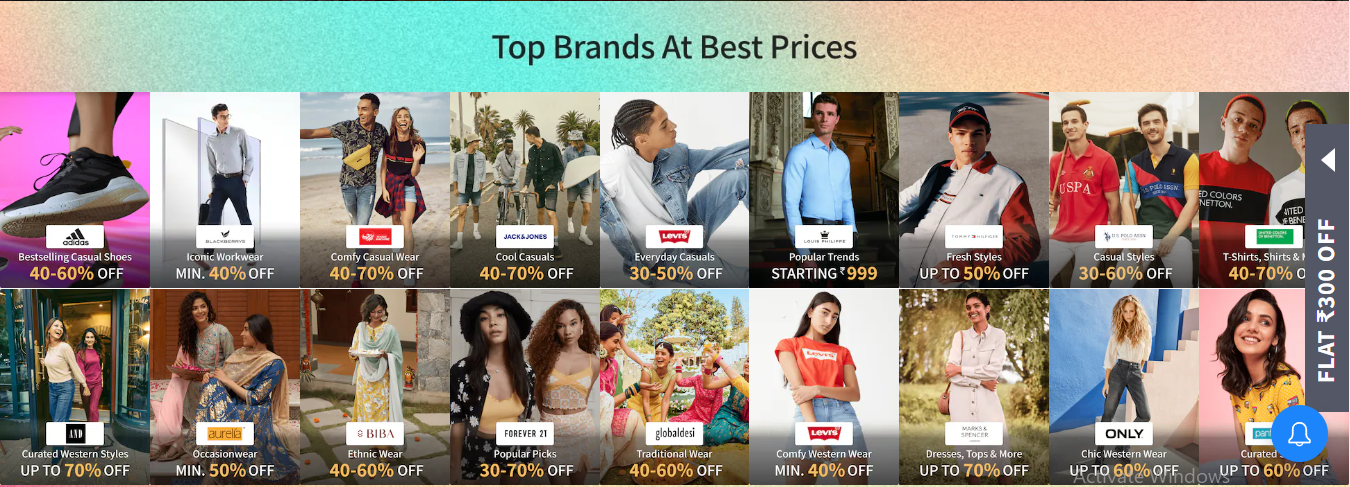 Top Brands At Best Prices
adidas
Bestselling Casual Shoes
40-60% OFF
BLACKBERRYS
Iconic Workwear
MIN. 40% OFF
Comfy Casual Wear
40-70% OFF
JACK&JONES
Cool Casuals
40-70% OFF
LEVI'S
Everyday Casuals
30-50% OFF
LOUIS PHILIPPE
Popular Trends
STARTING ₹999
TOMMY HILFIGER
Fresh Styles
UP TO 50% OFF
USPA
U.S. POLO ASSN.
U.S. POLO ASSN.
Casual Styles
30-60% OFF
UNITED COLORS
OF BENETTON
T-Shirts, Shirts & M
40-70% O
FLAT ₹300 OFF
AND
Curated Western Styles
UP TO 70% OFF
aurelia
Occasionwear
MIN. 50% OFF
BIBA
Ethnic Wear
40-60% OFF
FOREVER 21
Popular Picks
30-70% OFF
globaldesi
Traditional Wear
40-60% OFF
Levi's
LEVI'S
Comfy Western Wear
MIN. 40% OFF
MARKS &
SPENCER
Dresses, Tops & More
UP TO 70% OFF
ONLY
Chic Western Wear
UP TO 60% OFF
Curated
UP TO 60% OFF
Activate Windows